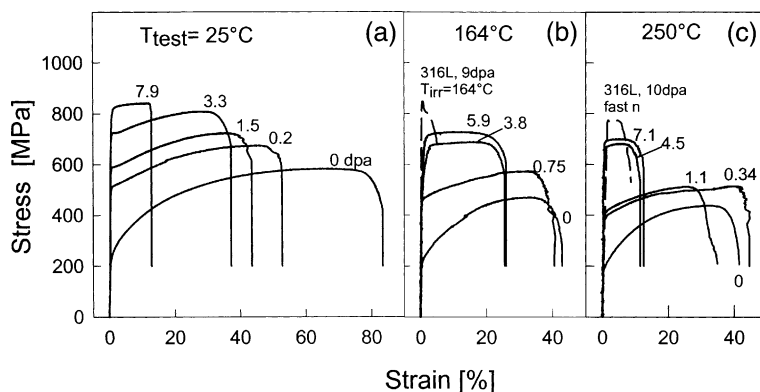 Ttest= 25°C
(a)
164°C
(b)
250°C
(c)
1000
800
600
400
200
0
Stress [MPa]
7.9
3.3
1.5
0.2
0 dpa
316L, 9dpa
Tirr=164°C
5.9
3.8
0.75
0
316L, 10dpa
fast n
7.1
4.5
1.1
0.34
0
0 20 40 60 80
0 20 40
0 20 40
Strain [%]